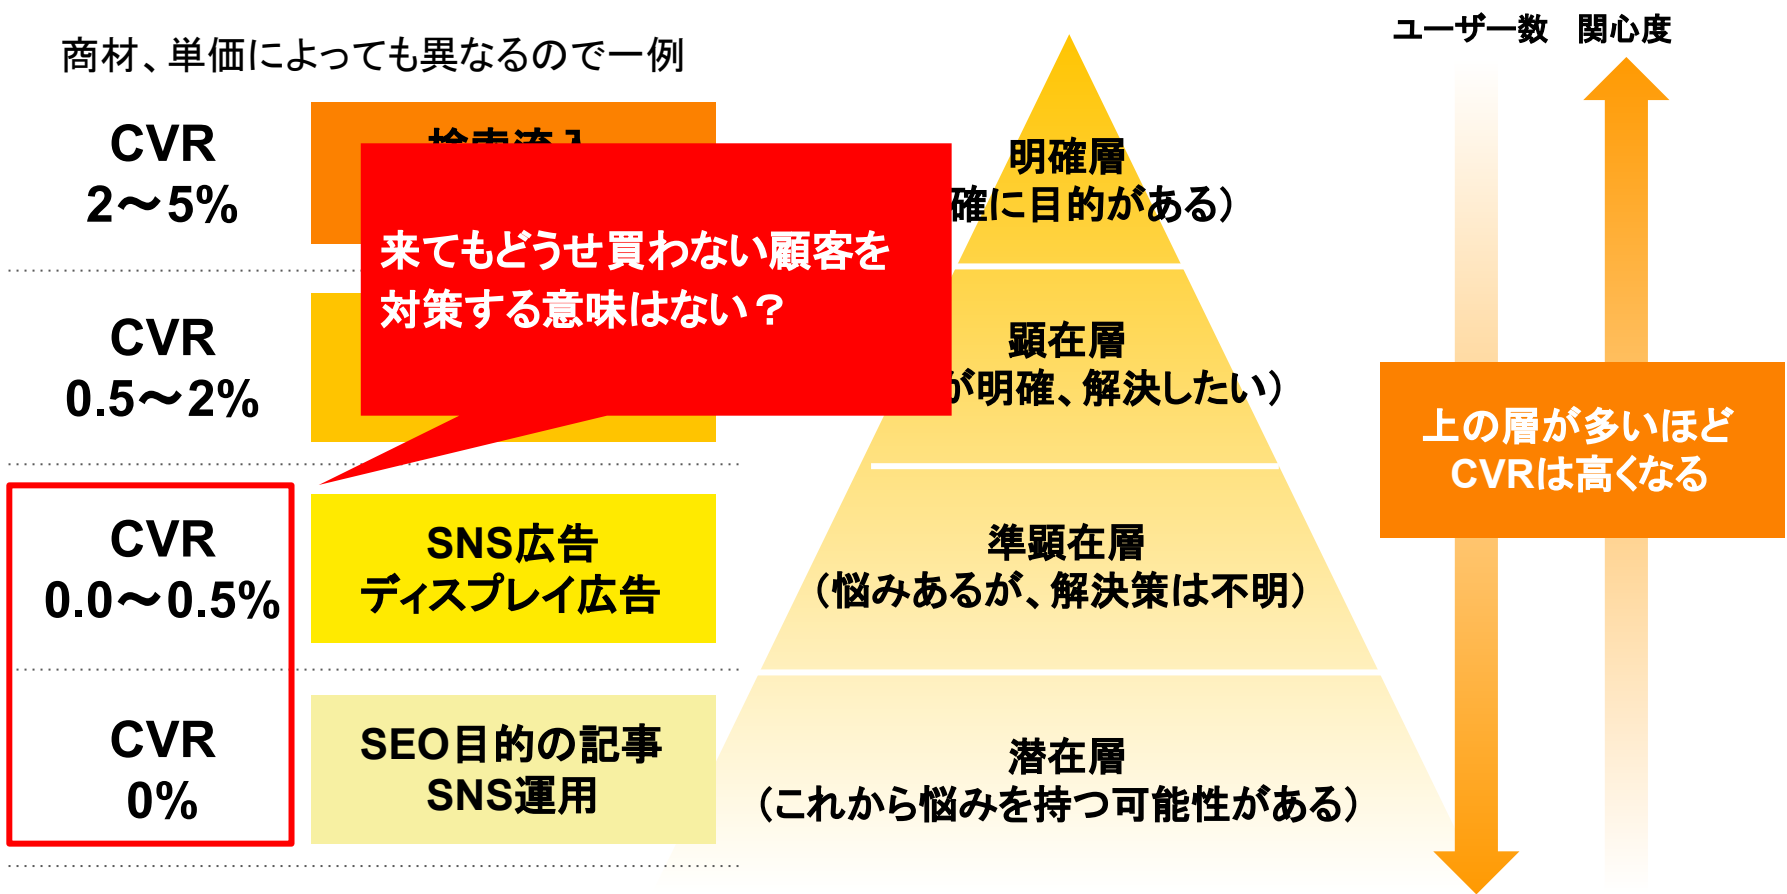 商材、単価によっても異なるので一例
ユーザー数 関心度
CVR
2〜5%
検索流入
明確層
確に目的がある）
来てもどうせ買わない顧客を
対策する意味はない？
CVR
0.5〜2%
顕在層
が明確、解決したい）
上の層が多いほど
CVRは高くなる
CVR
0.0〜0.5%
SNS広告
ディスプレイ広告
準顕在層
（悩みあるが、解決策は不明）
CVR
0%
SEO目的の記事
SNS運用
潜在層
（これから悩みを持つ可能性がある）